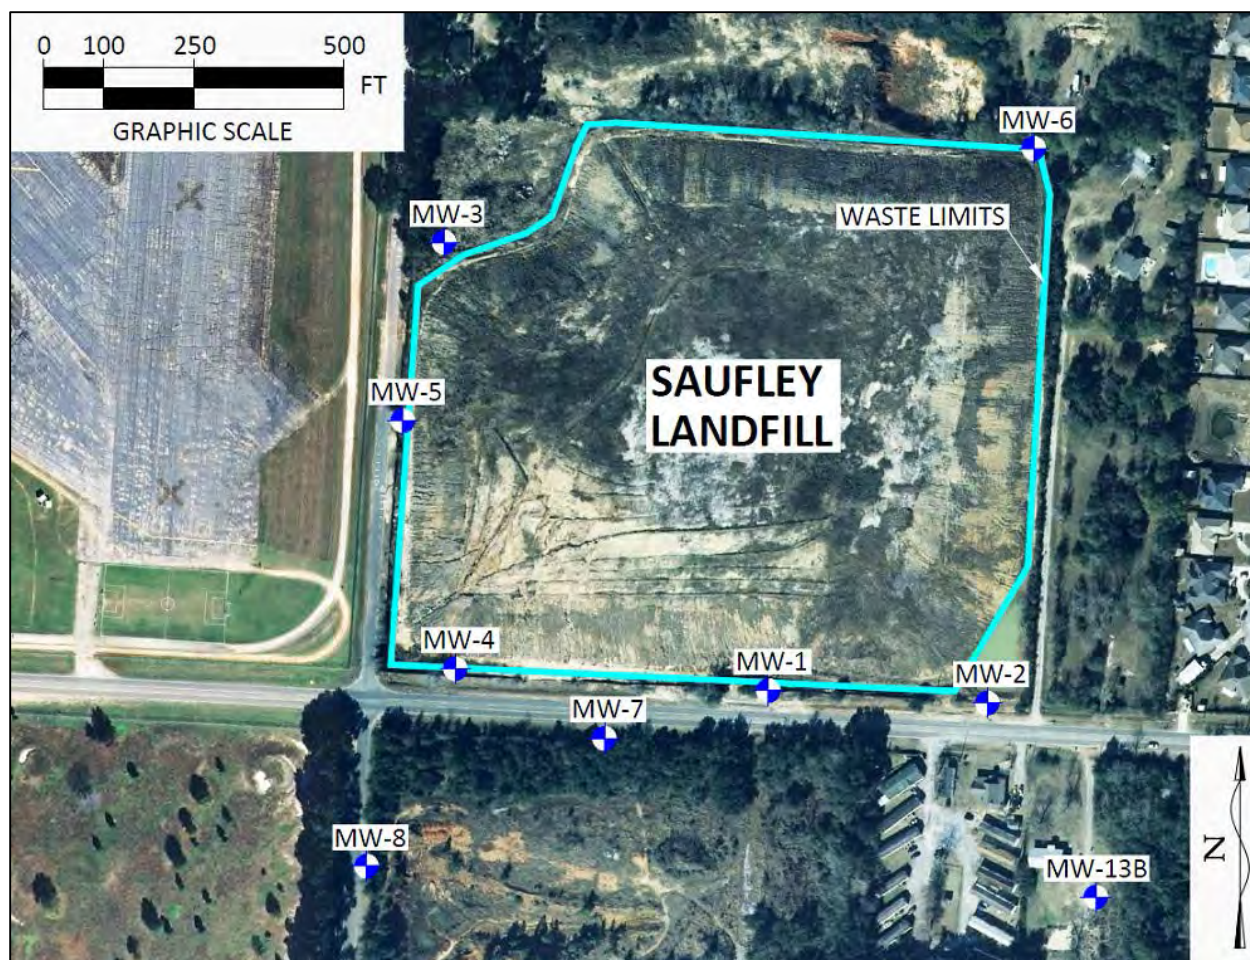 0 100 250 500
FT
GRAPHIC SCALE
MW-6
MW-3
WASTE LIMITS
MW-5
SAUFLEY
LANDFILL
MW-4
MW-1
MW-2
MW-7
MW-8
MW-13B
N